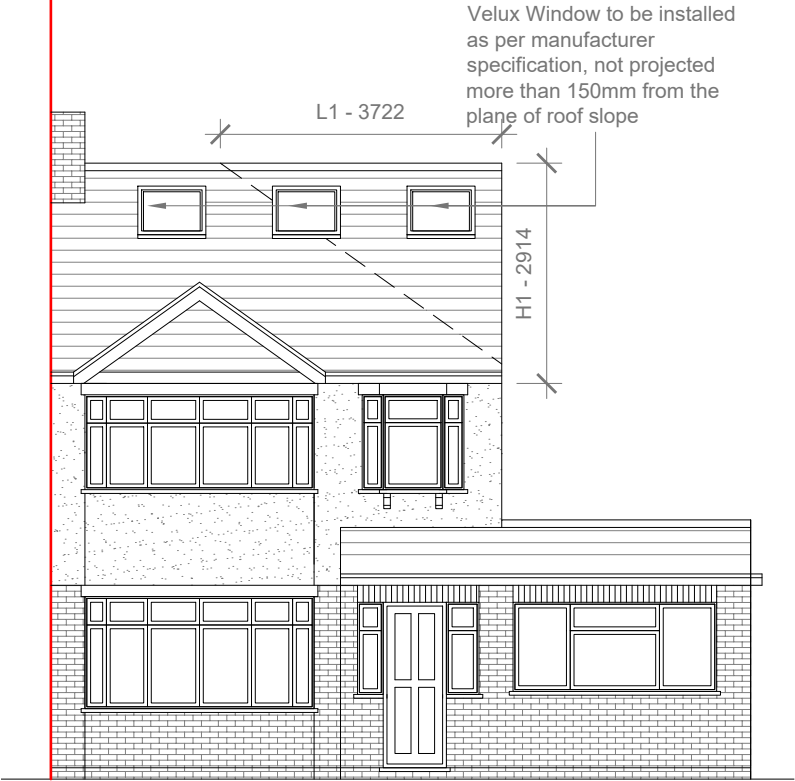 Velux Window to be installed
as per manufacturer
specification, not projected
more than 150mm from the
plane of roof slope
L1 - 3722
H1 - 2914